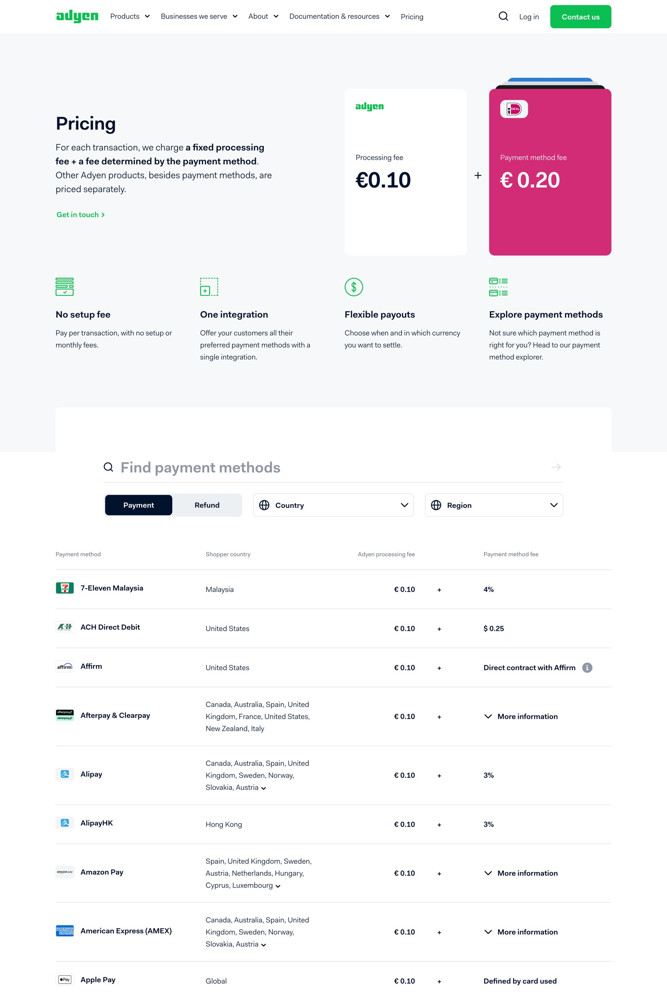 adyen
Products
Businesses we serve
About
Documentation & resources
Pricing
Log in
Contact us
Pricing
For each transaction, we charge a fixed processing
fee + a fee determined by the payment method.
Other Adyen products, besides payment methods, are
priced separately.
Get in touch
adyen
Processing fee
€0.10
+
Payment method fee
€ 0.20
No setup fee
Pay per transaction, with no setup or
monthly fees.
One integration
Offer your customers all their
preferred payment methods with a
single integration.
Flexible payouts
Choose when and in which currency
you want to settle.
Explore payment methods
Not sure which payment method is
right for you? Head to our payment
method explorer.
Find payment methods
Payment
Refund
Country
Region
Payment method
Shopper country
Adyen processing fee
Payment method fee
7-Eleven Malaysia
Malaysia
€ 0.10
+
4%
ACH Direct Debit
United States
€ 0.10
+
$ 0.25
affirm
Affirm
United States
€ 0.10
+
Direct contract with Affirm
Afterpay & Clearpay
Canada, Australia, Spain, United
Kingdom, France, United States,
New Zealand, Italy
€ 0.10
+
More information
Alipay
Canada, Australia, Spain, United
Kingdom, Sweden, Norway,
Slovakia, Austria
€ 0.10
+
3%
AlipayHK
Hong Kong
€ 0.10
+
3%
Amazon Pay
Spain, United Kingdom, Sweden,
Austria, Netherlands, Hungary,
Cyprus, Luxembourg
€ 0.10
+
More information
American Express (AMEX)
Canada, Australia, Spain, United
Kingdom, Sweden, Norway,
Slovakia, Austria
€ 0.10
+
More information
Pay
Apple Pay
Global
€ 0.10
+
Defined by card used